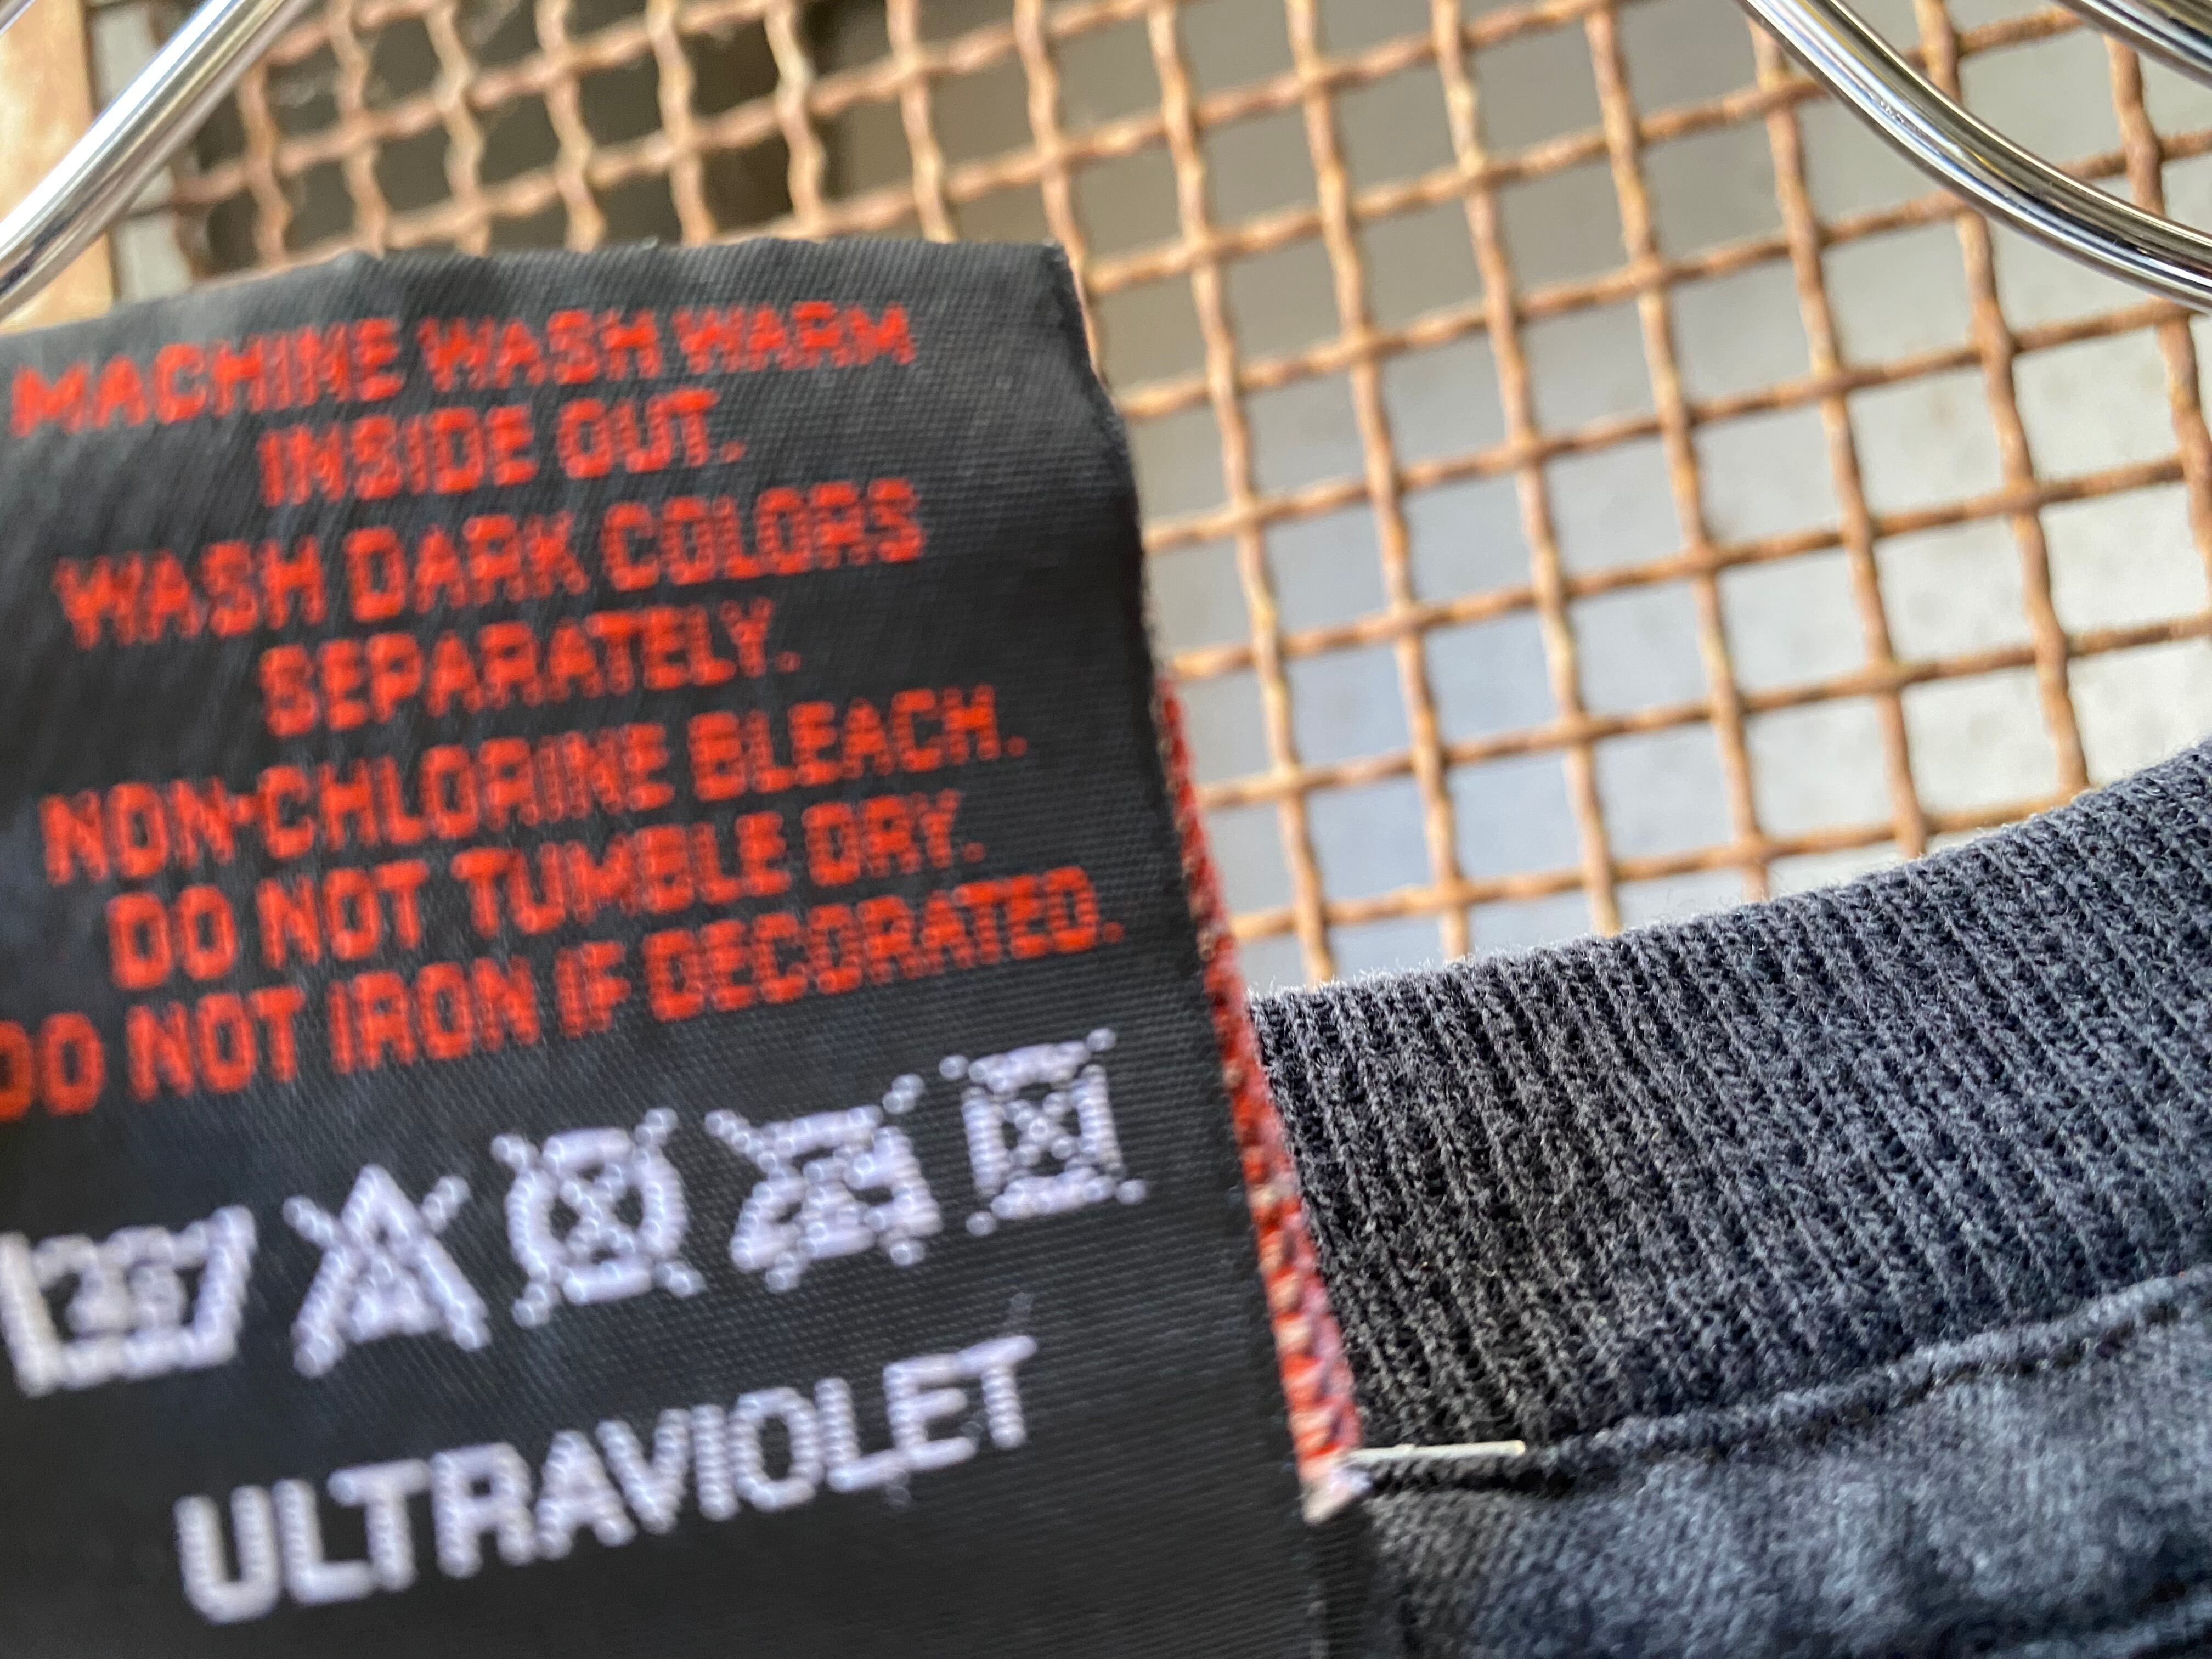 MACHINE WASH WARM
INSIDE OUT.
WASH DARK COLORS
SEPARATELY.
NON-CHLORINE BLEACH.
DO NOT TUMBLE DRY.
DO NOT IRON IF DECORATED.
ULTRAVIOLET